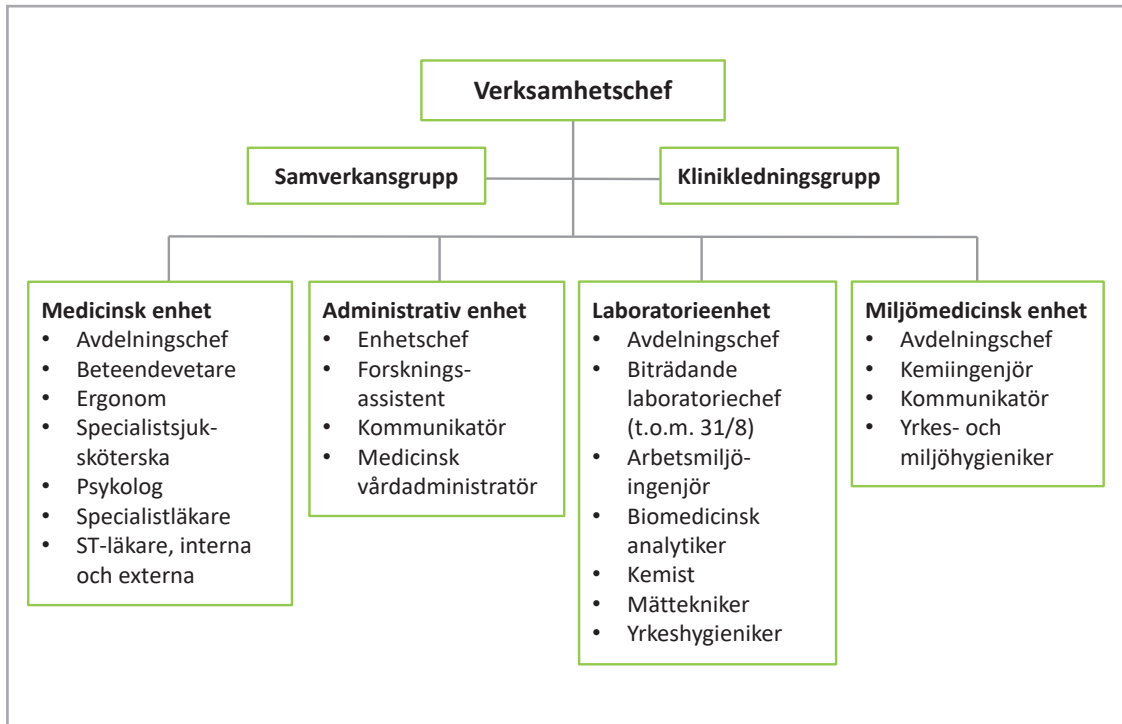 Verksamhetschef
Samverkansgrupp
Klinikledningsgrupp
Medicinsk enhet
• Avdelningschef
• Beteendevetare
• Ergonom
• Specialistsjuk-
sköterska
• Psykolog
• Specialistläkare
• ST-läkare, interna
och externa
Administrativ enhet
• Enhetschef
• Forsknings-
assistent
• Kommunikatör
• Medicinsk
vårdadministratör
Laboratorieenhet
• Avdelningschef
• Biträdande
laboratoriechef
(t.o.m. 31/8)
• Arbetsmiljö-
ingenjör
• Biomedicinsk
analytiker
• Kemist
• Mättekniker
• Yrkeshygieniker
Miljömedicinsk enhet
• Avdelningschef
• Kemiingenjör
• Kommunikatör
• Yrkes- och
miljöhygieniker